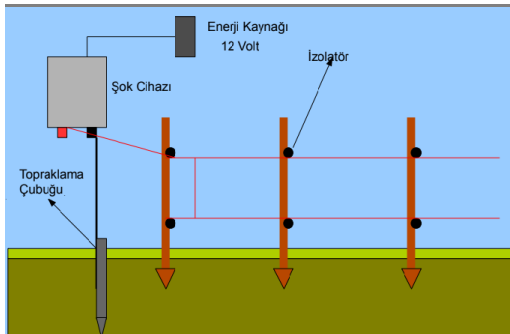 Enerji Kaynağı
12 Volt
İzolatör
Şok Cihazı
Topraklama
Çubuğu